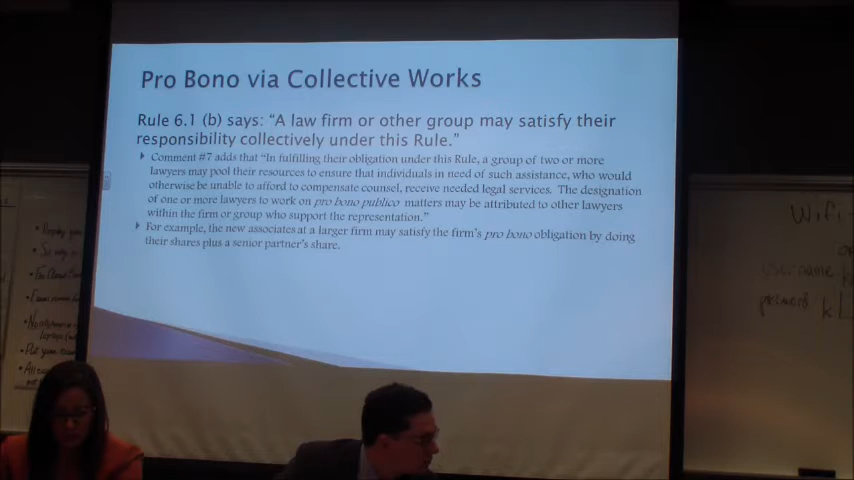 Pro Bono via Collective Works
Rule 6.1 (b) says: “A law firm or other group may satisfy their
responsibility collectively under this Rule.”
Comment #7 adds that “In fulfilling their obligation under this Rule, a group of two or more
lawyers may pool their resources to ensure that individuals in need of such assistance, who would
otherwise be unable to afford to compensate counsel, receive needed legal services. The designation
of one or more lawyers to work on pro bono publico matters may be attributed to other lawyers
within the firm or group who support the representation.”
For example, the new associates at a larger firm may satisfy the firm’s pro bono obligation by doing
their shares plus a senior partner’s share.
Wifi
username
password: k
Put your